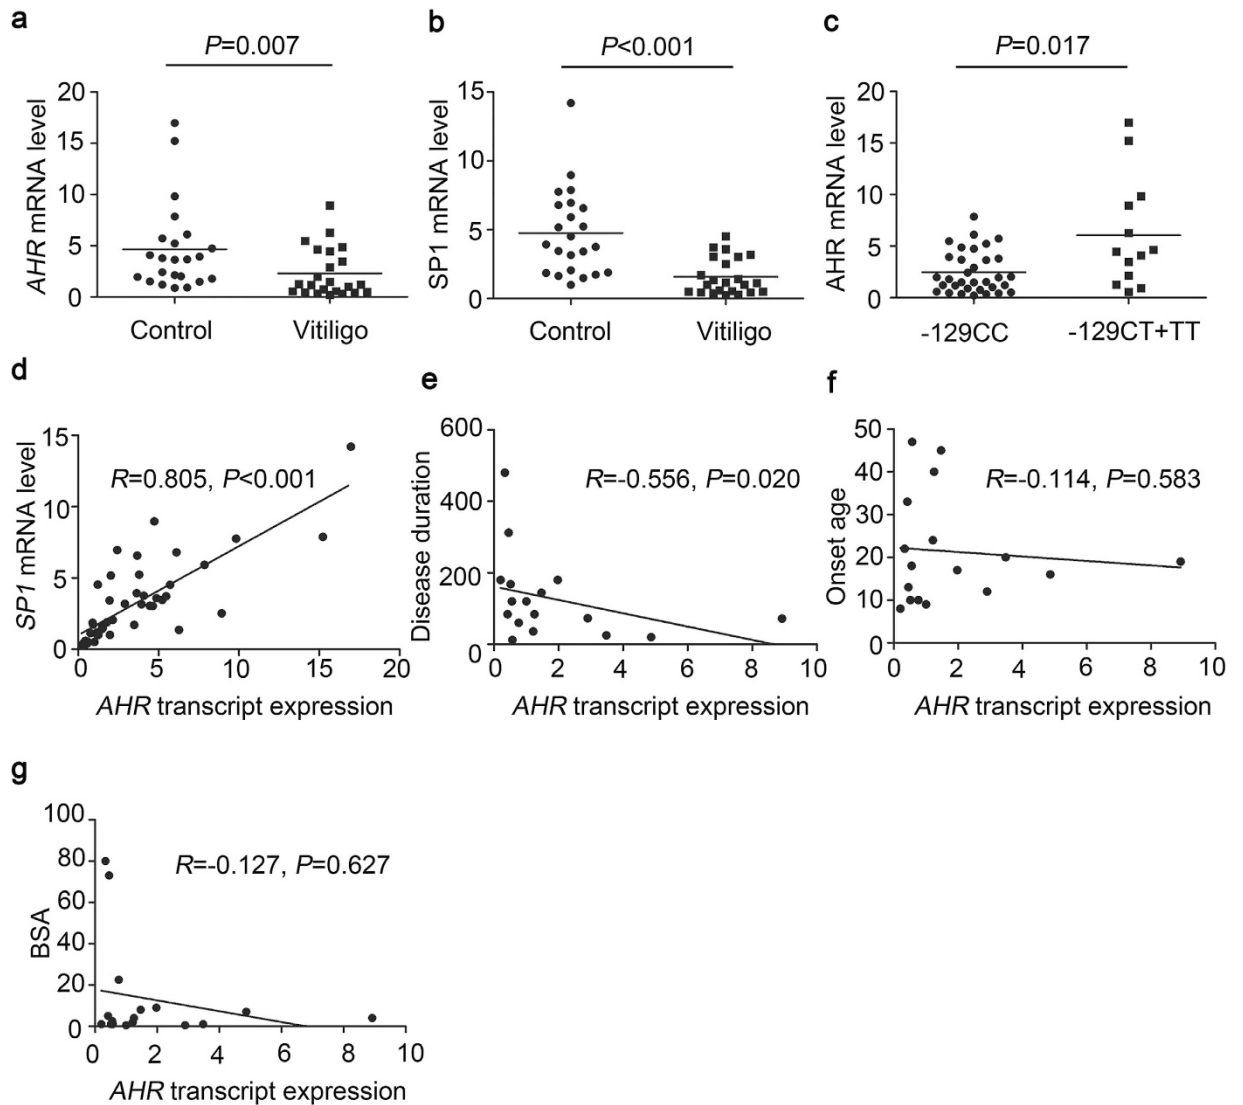 a
P=0.007
AHR mRNA level
20
15
10
5
0
Control
Vitiligo
b
P<0.001
SP1 mRNA level
15
10
5
0
Control
Vitiligo
c
P=0.017
AHR mRNA level
20
15
10
5
0
-129CC
-129CT+TT
d
R=0.805, P<0.001
SP1 mRNA level
15
10
5
0
0
5
10
15
20
AHR transcript expression
e
R=-0.556, P=0.020
Disease duration
600
400
200
0
0
2
4
6
8
10
AHR transcript expression
f
R=-0.114, P=0.583
Onset age
50
40
30
20
10
0
0
2
4
6
8
10
AHR transcript expression
g
R=-0.127, P=0.627
BSA
100
80
60
40
20
0
0
2
4
6
8
10
AHR transcript expression